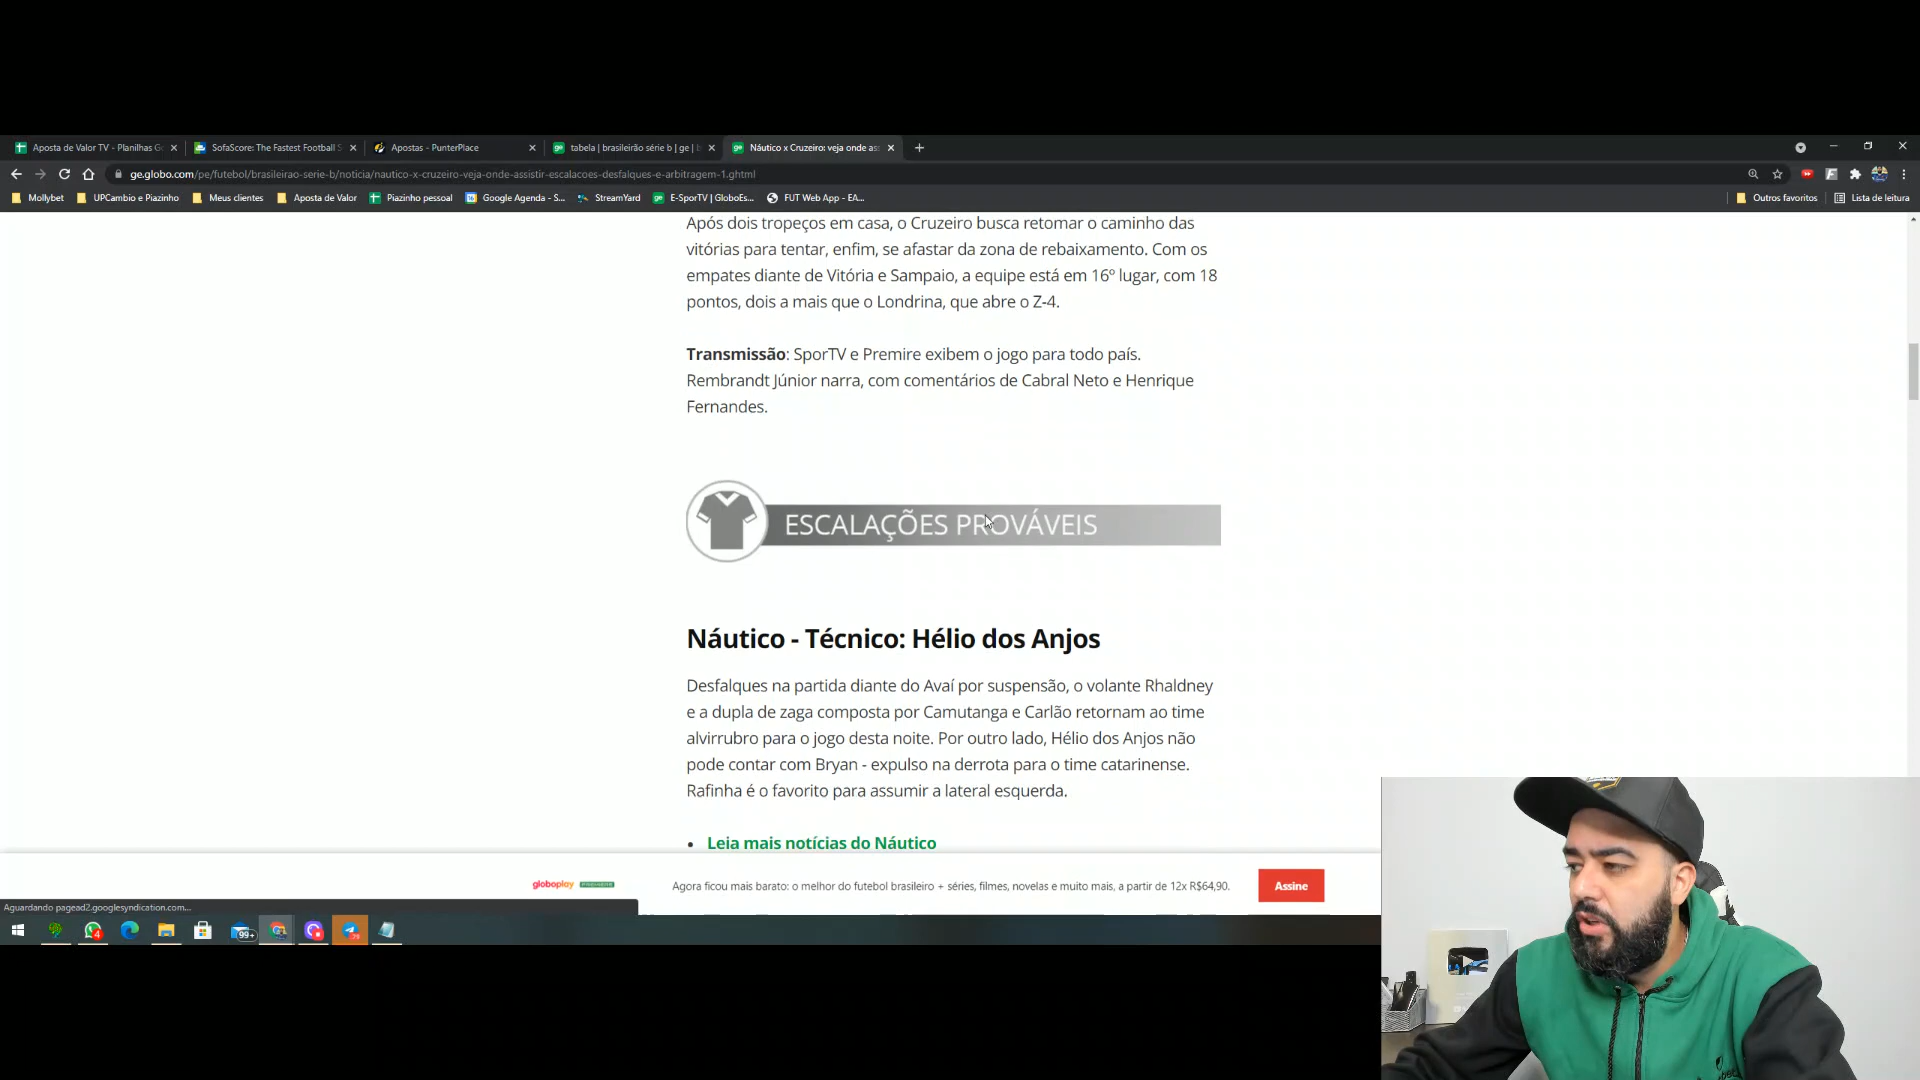 Aposta de Valor TV - Planilhas G
SofaScore: The Fastest Football S
Apostas - PunterPlace
tabela | brasileirão série b | ge | b
Náutico x Cruzeiro: veja onde as
ge.globo.com/pe/futebol/brasileirao-serie-b/noticia/nautico-x-cruzeiro-veja-onde-assistir-escalacoes-desfalques-e-arbitragem-1.ghtml
Mollybet
UPCambio e Piazinho
Meus clientes
Aposta de Valor
Piazinho pessoal
Google Agenda - S...
StreamYard
E-SporTV | GloboEs...
FUT Web App - EA...
Outros favoritos
Lista de leitura
Após dois tropeços em casa, o Cruzeiro busca retomar o caminho das
vitórias para tentar, enfim, se afastar da zona de rebaixamento. Com os
empates diante de Vitória e Sampaio, a equipe está em 16º lugar, com 18
pontos, dois a mais que o Londrina, que abre o Z-4.
Transmissão: SporTV e Premire exibem o jogo para todo país.
Rembrandt Júnior narra, com comentários de Cabral Neto e Henrique
Fernandes.
ESCALAÇÕES PROVÁVEIS
Náutico - Técnico: Hélio dos Anjos
Desfalques na partida diante do Avaí por suspensão, o volante Rhaldney
e a dupla de zaga composta por Camutanga e Carlão retornam ao time
alvirrubro para o jogo desta noite. Por outro lado, Hélio dos Anjos não
pode contar com Bryan - expulso na derrota para o time catarinense.
Rafinha é o favorito para assumir a lateral esquerda.
• Leia mais notícias do Náutico
globoplay PREMIERE
Agora ficou mais barato: o melhor do futebol brasileiro + séries, filmes, novelas e muito mais, a partir de 12x R$64,90.
Assine
Aguardando pagead2.googlesyndication.com...
4
99+